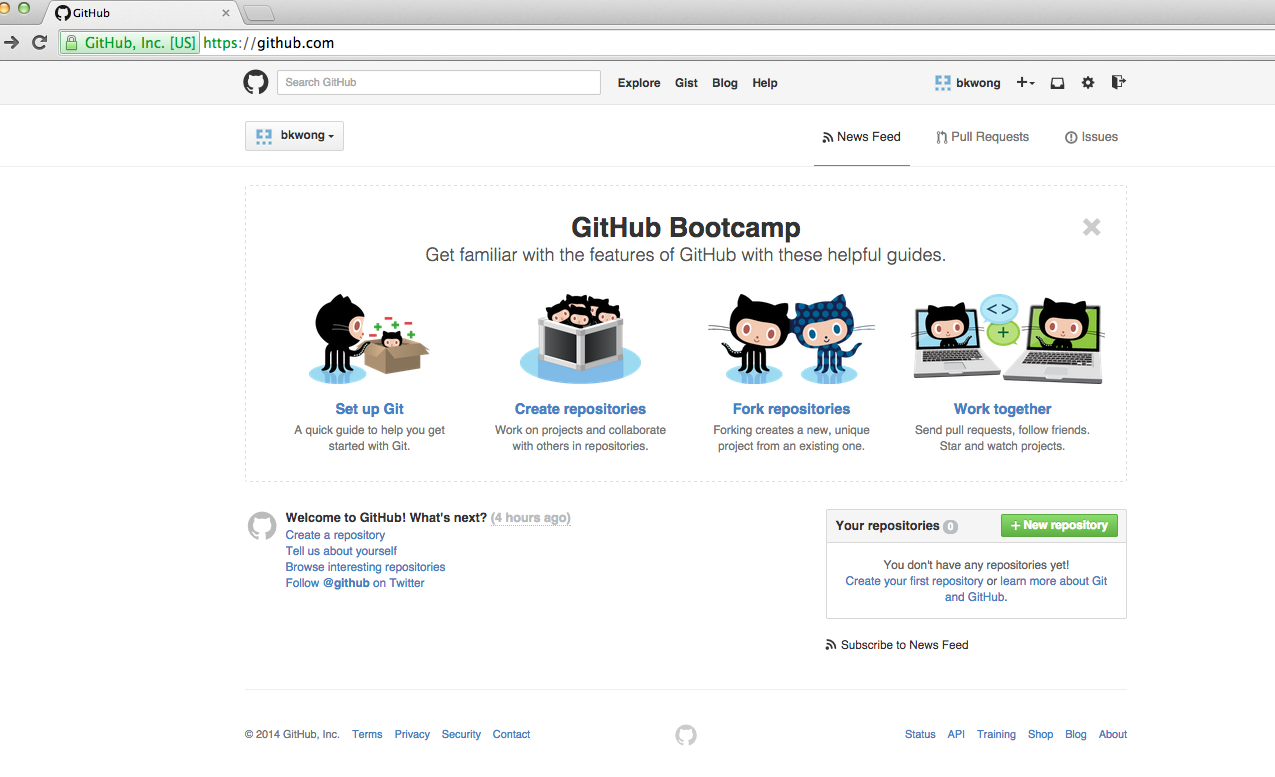 GitHub
GitHub, Inc. [US] https://github.com
Search GitHub Explore Gist Blog Help bkwong
bkwong News Feed Pull Requests Issues
GitHub Bootcamp
Get familiar with the features of GitHub with these helpful guides.
Set up Git
A quick guide to help you get
started with Git.
Create repositories
Work on projects and collaborate
with others in repositories.
Fork repositories
Forking creates a new, unique
project from an existing one.
Work together
Send pull requests, follow friends.
Star and watch projects.
Welcome to GitHub! What's next? (4 hours ago)
Create a repository
Tell us about yourself
Browse interesting repositories
Follow @github on Twitter
Your repositories 0 + New repository
You don't have any repositories yet!
Create your first repository or learn more about Git
and GitHub.
Subscribe to News Feed
© 2014 GitHub, Inc. Terms Privacy Security Contact Status API Training Shop Blog About